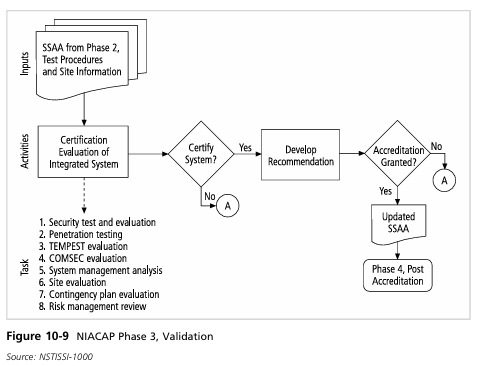 Inputs
SSAA from Phase 2,
Test Procedures
and Site Information
Activities
Certification
Evaluation of
Integrated System
Certify
System?
Yes
No
A
Develop
Recommendation
Accreditation
Granted?
No
A
Yes
Updated
SSAA
Phase 4, Post
Accreditation
Task
1. Security test and evaluation
2. Penetration testing
3. TEMPEST evaluation
4. COMSEC evaluation
5. System management analysis
6. Site evaluation
7. Contingency plan evaluation
8. Risk management review
Figure 10-9 NIACAP Phase 3, Validation
Source: NSTISSI-1000